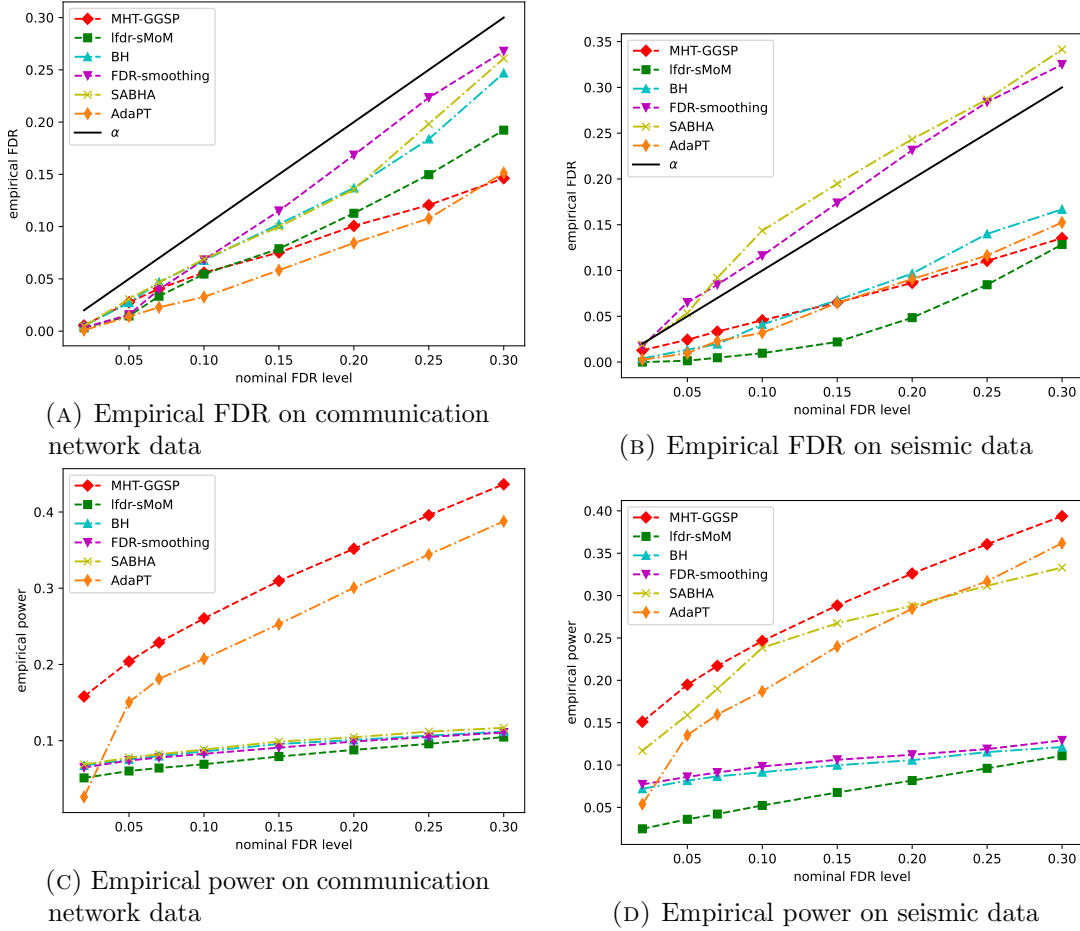 MHT-GGSP
lfdr-sMoM
BH
FDR-smoothing
SABHA
AdaPT
α
0.30
0.25
0.20
0.15
0.10
0.05
0.00
empirical FDR
0.05 0.10 0.15 0.20 0.25 0.30
nominal FDR level
(A) Empirical FDR on communication
network data
MHT-GGSP
lfdr-sMoM
BH
FDR-smoothing
SABHA
AdaPT
α
0.35
0.30
0.25
0.20
0.15
0.10
0.05
0.00
empirical FDR
0.05 0.10 0.15 0.20 0.25 0.30
nominal FDR level
(B) Empirical FDR on seismic data
MHT-GGSP
lfdr-sMoM
BH
FDR-smoothing
SABHA
AdaPT
0.4
0.3
0.2
0.1
empirical power
0.05 0.10 0.15 0.20 0.25 0.30
nominal FDR level
(C) Empirical power on communication
network data
MHT-GGSP
lfdr-sMoM
BH
FDR-smoothing
SABHA
AdaPT
0.40
0.35
0.30
0.25
0.20
0.15
0.10
0.05
empirical power
0.05 0.10 0.15 0.20 0.25 0.30
nominal FDR level
(D) Empirical power on seismic data